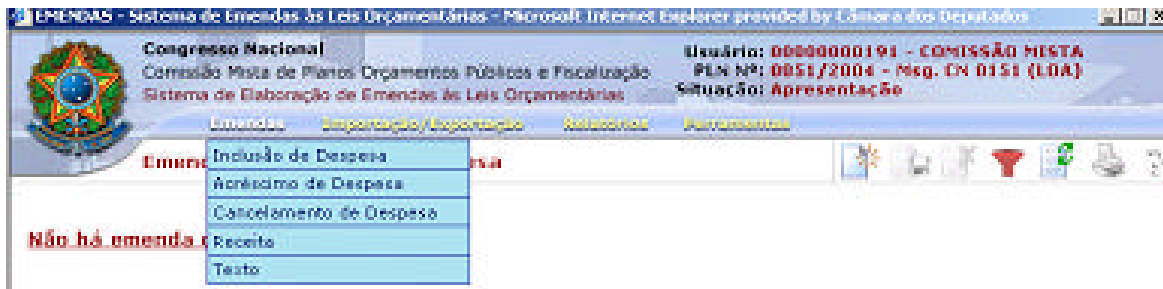 EMENDAS - Sistema de Emendas às Leis Orçamentárias - Microsoft Internet Explorer provided by Câmara dos Deputados
Congresso Nacional
Comissão Mista de Planos Orçamentos Públicos e Fiscalização
Sistema de Elaboração de Emendas às Leis Orçamentárias
Usuário: 00000000191 - COMISSÃO MISTA
PLN Nº: 0051/2004 - Msg. CN 0151 (LOA)
Situação: Apresentação
Emendas Importação/Exportação Relatórios Ferramentas
Emen
esa
Inclusão de Despesa
Acréscimo de Despesa
Cancelamento de Despesa
Não há emenda
Receita
Texto